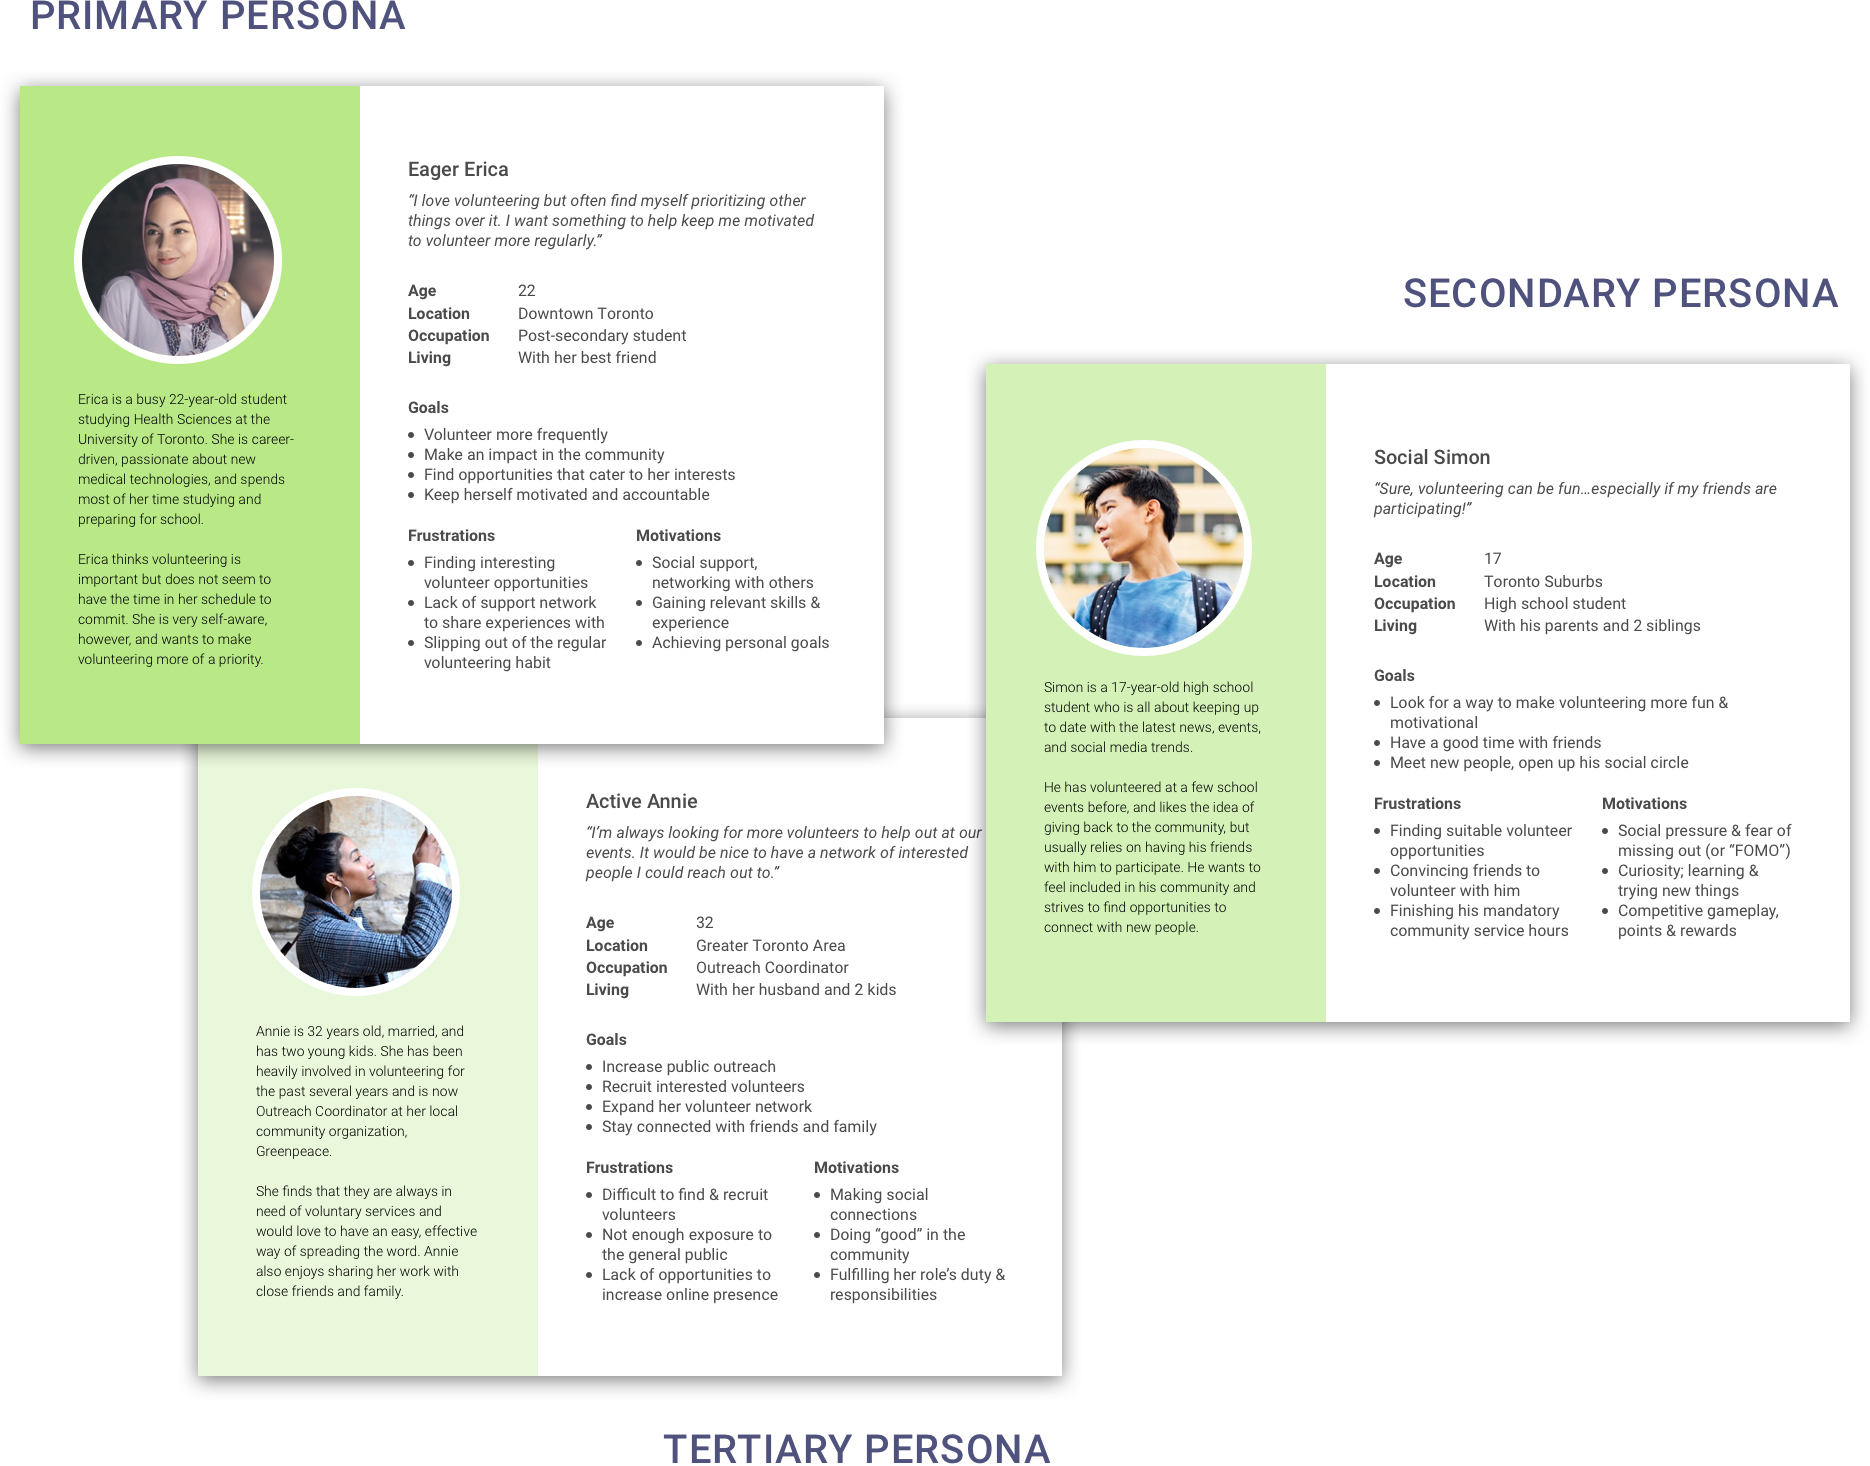 PRIMARY PERSONA
Eager Erica
“I love volunteering but often find myself prioritizing other
things over it. I want something to help keep me motivated
to volunteer more regularly.”
Age 22
Location Downtown Toronto
Occupation Post-secondary student
Living With her best friend
Erica is a busy 22-year-old student
studying Health Sciences at the
University of Toronto. She is career-
driven, passionate about new
medical technologies, and spends
most of her time studying and
preparing for school.
Erica thinks volunteering is
important but does not seem to
have the time in her schedule to
commit. She is very self-aware,
however, and wants to make
volunteering more of a priority.
Goals
• Volunteer more frequently
• Make an impact in the community
• Find opportunities that cater to her interests
• Keep herself motivated and accountable
Frustrations
• Finding interesting
volunteer opportunities
• Lack of support network
to share experiences with
• Slipping out of the regular
volunteering habit
Motivations
• Social support,
networking with others
• Gaining relevant skills &
experience
• Achieving personal goals
SECONDARY PERSONA
Social Simon
“Sure, volunteering can be fun…especially if my friends are
participating!”
Age 17
Location Toronto Suburbs
Occupation High school student
Living With his parents and 2 siblings
Simon is a 17-year-old high school
student who is all about keeping up
to date with the latest news, events,
and social media trends.
He has volunteered at a few school
events before, and likes the idea of
giving back to the community, but
usually relies on having his friends
with him to participate. He wants to
feel included in his community and
strives to find opportunities to
connect with new people.
Goals
• Look for a way to make volunteering more fun &
motivational
• Have a good time with friends
• Meet new people, open up his social circle
Frustrations
• Finding suitable volunteer
opportunities
• Convincing friends to
volunteer with him
• Finishing his mandatory
community service hours
Motivations
• Social pressure & fear of
missing out (or “FOMO”)
• Curiosity; learning &
trying new things
• Competitive gameplay,
points & rewards
Active Annie
“I’m always looking for more volunteers to help out at our
events. It would be nice to have a network of interested
people I could reach out to.”
Age 32
Location Greater Toronto Area
Occupation Outreach Coordinator
Living With her husband and 2 kids
Annie is 32 years old, married, and
has two young kids. She has been
heavily involved in volunteering for
the past several years and is now
Outreach Coordinator at her local
community organization,
Greenpeace.
She finds that they are always in
need of voluntary services and
would love to have an easy, effective
way of spreading the word. Annie
also enjoys sharing her work with
close friends and family.
Goals
• Increase public outreach
• Recruit interested volunteers
• Expand her volunteer network
• Stay connected with friends and family
Frustrations
• Difficult to find & recruit
volunteers
• Not enough exposure to
the general public
• Lack of opportunities to
increase online presence
Motivations
• Making social
connections
• Doing “good” in the
community
• Fulfilling her role’s duty &
responsibilities
TERTIARY PERSONA